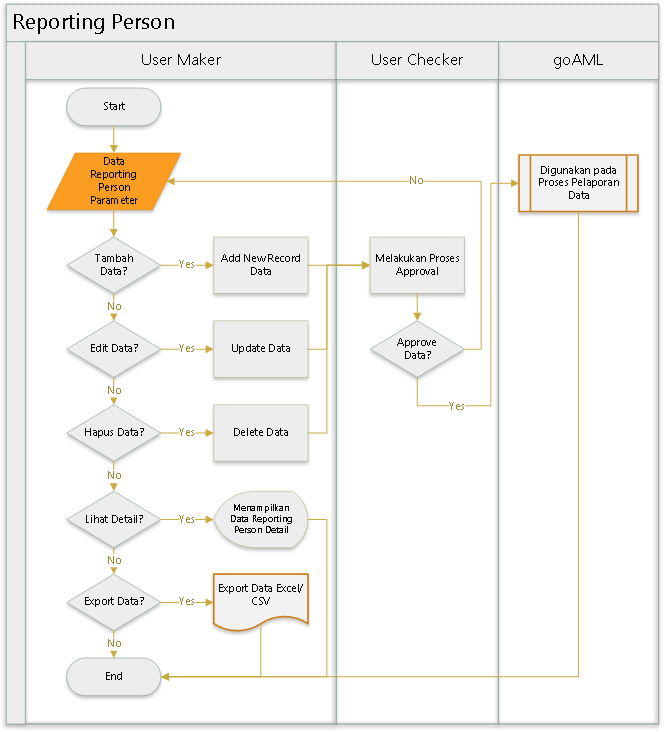 Reporting Person
User Maker
User Checker
goAML
Start
Data
Reporting
Person
Parameter
No
Digunakan pada
Proses Pelaporan
Data
Tambah
Data?
Yes
Add New Record
Data
Melakukan Proses
Approval
No
Edit Data?
Yes
Update Data
Approve
Data?
No
Yes
Hapus Data?
Yes
Delete Data
No
Lihat Detail?
Yes
Menampilkan
Data Reporting
Person Detail
No
Export Data?
Yes
Export Data Excel/
CSV
No
End